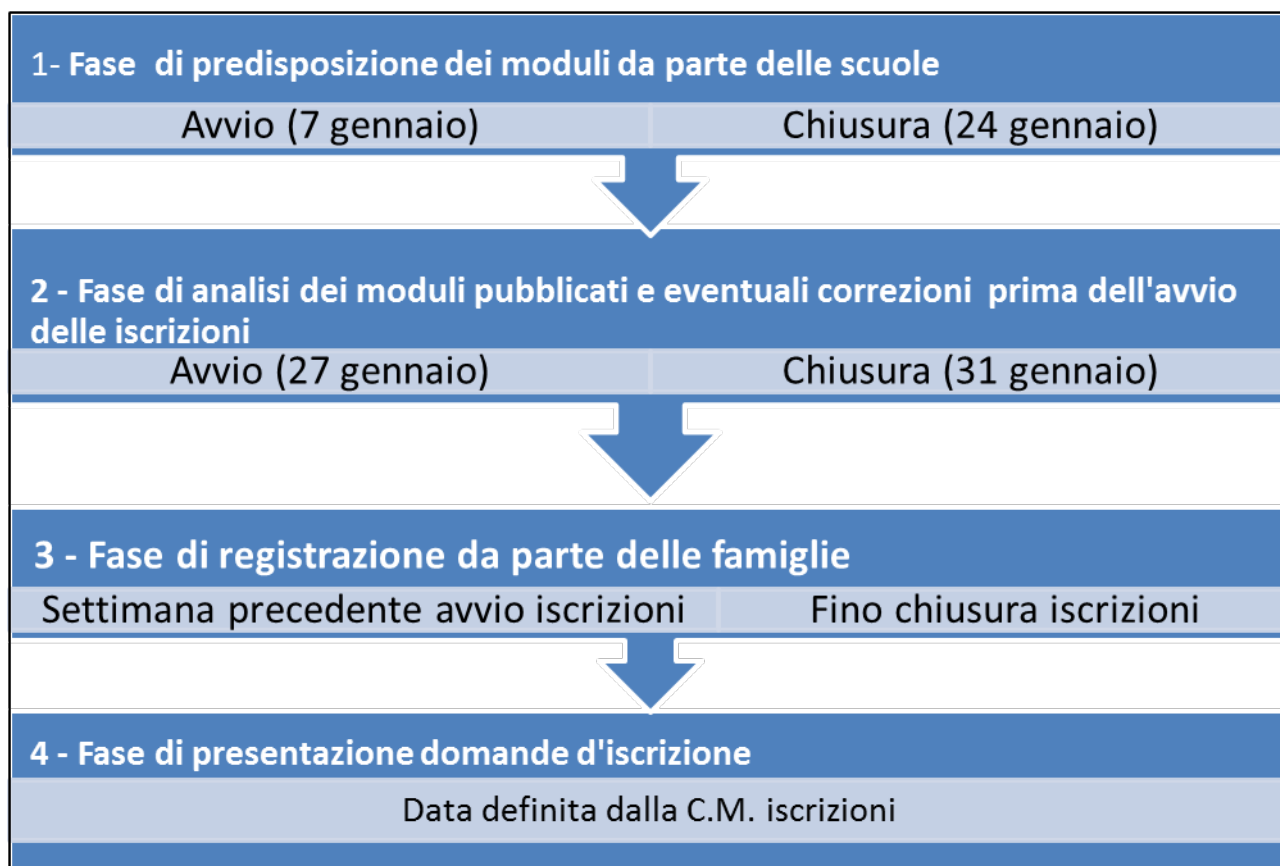 1- Fase di predisposizione dei moduli da parte delle scuole
Avvio (7 gennaio) Chiusura (24 gennaio)
2 - Fase di analisi dei moduli pubblicati e eventuali correzioni prima dell'avvio
delle iscrizioni
Avvio (27 gennaio) Chiusura (31 gennaio)
3 - Fase di registrazione da parte delle famiglie
Settimana precedente avvio iscrizioni Fino chiusura iscrizioni
4 - Fase di presentazione domande d'iscrizione
Data definita dalla C.M. iscrizioni